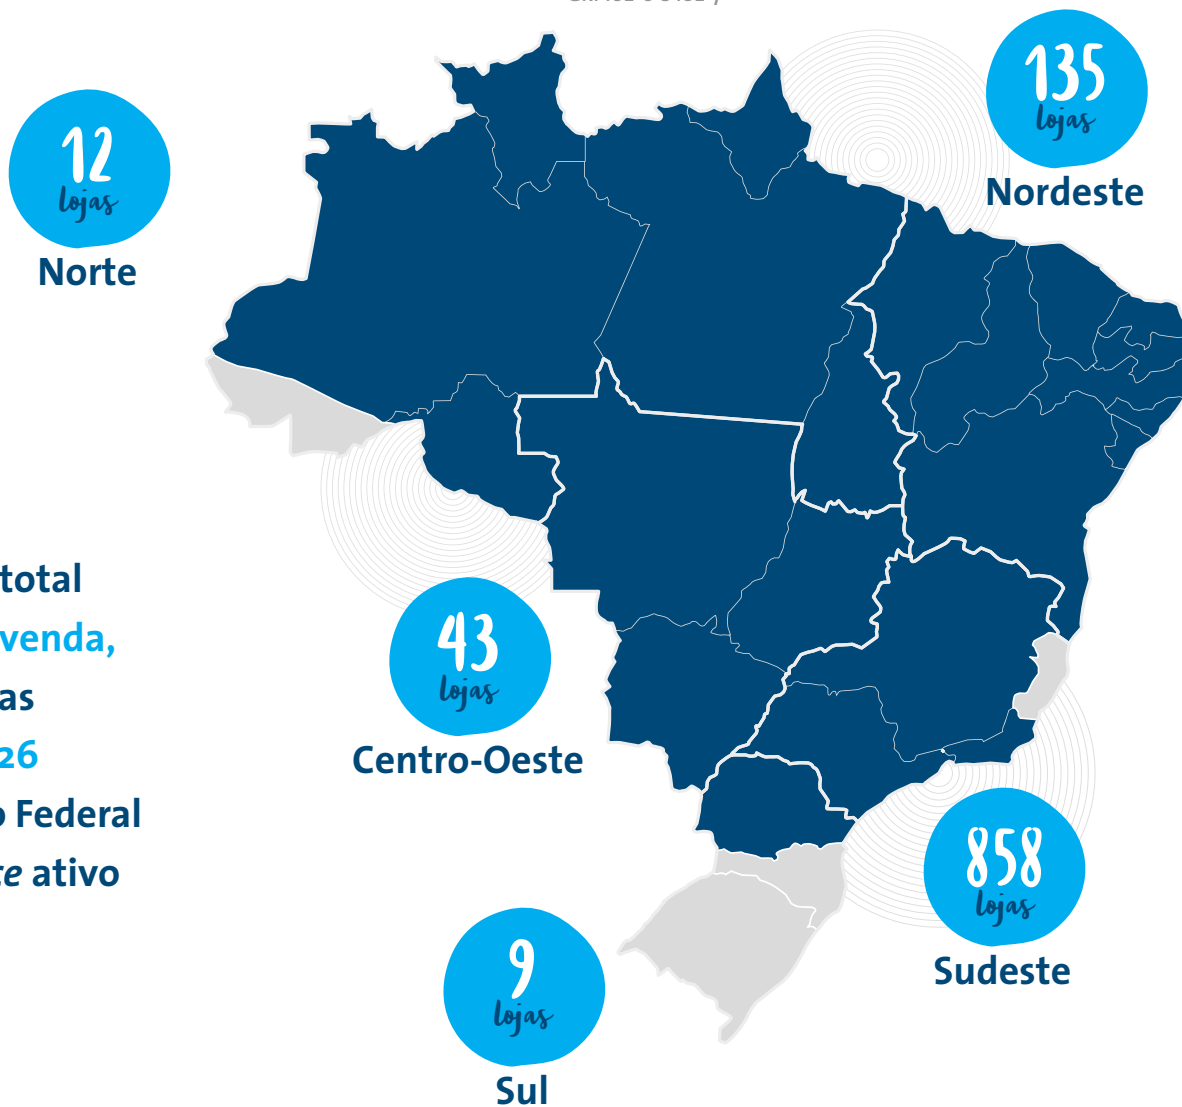 135
lojas
Nordeste
12
lojas
Norte
total
venda,
as
26
Federal
ativo
43
lojas
Centro-Oeste
858
lojas
Sudeste
9
lojas
Sul